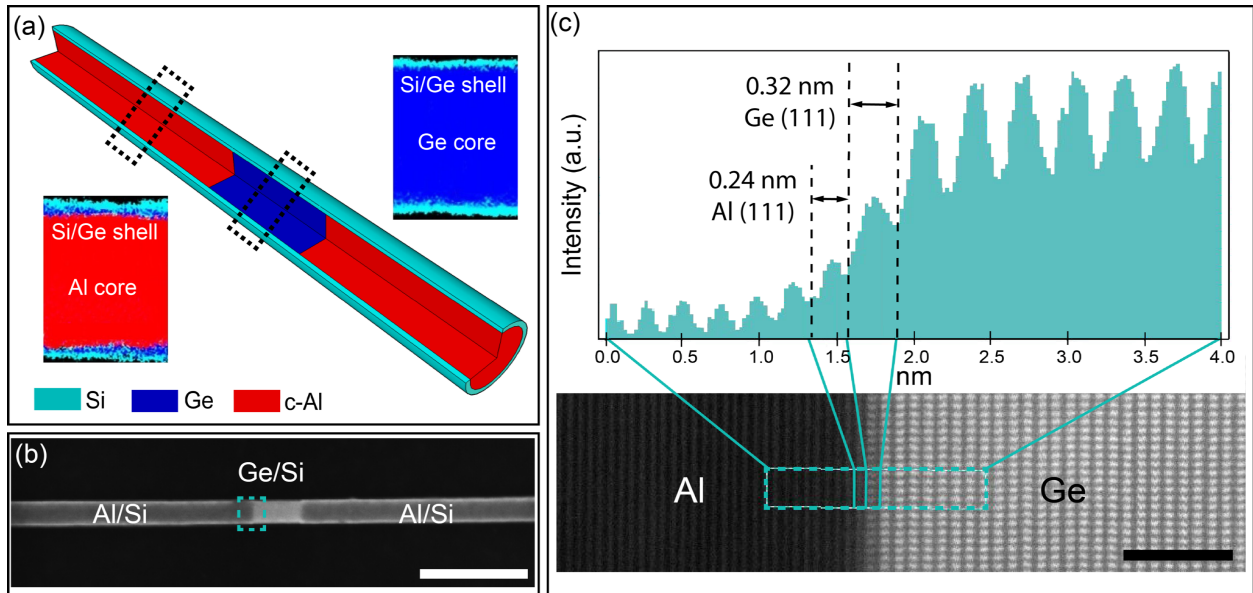 (a)
Si/Ge shell
Ge core
Si/Ge shell
Al core
Si
Ge
c-Al
(b)
Ge/Si
Al/Si
Al/Si
(c)
Intensity (a.u.)
0.32 nm
Ge (111)
0.24 nm
Al (111)
0.0 0.5 1.0 1.5 2.0 2.5 3.0 3.5 4.0
nm
Al
Ge